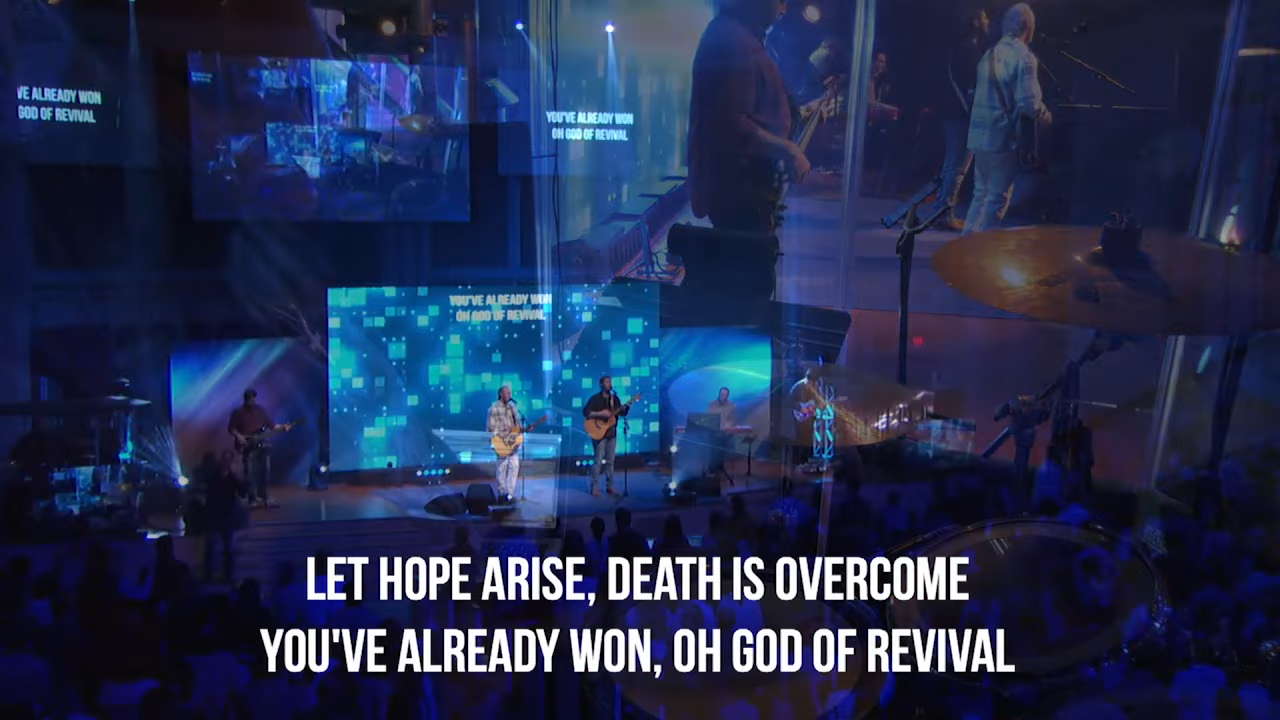 VE ALREADY WON
GOD OF REVIVAL
YOU'VE ALREADY WON
OH GOD OF REVIVAL
YOU'VE ALREADY WON
OH GOD OF REVIVAL
LET HOPE ARISE, DEATH IS OVERCOME
YOU'VE ALREADY WON, OH GOD OF REVIVAL